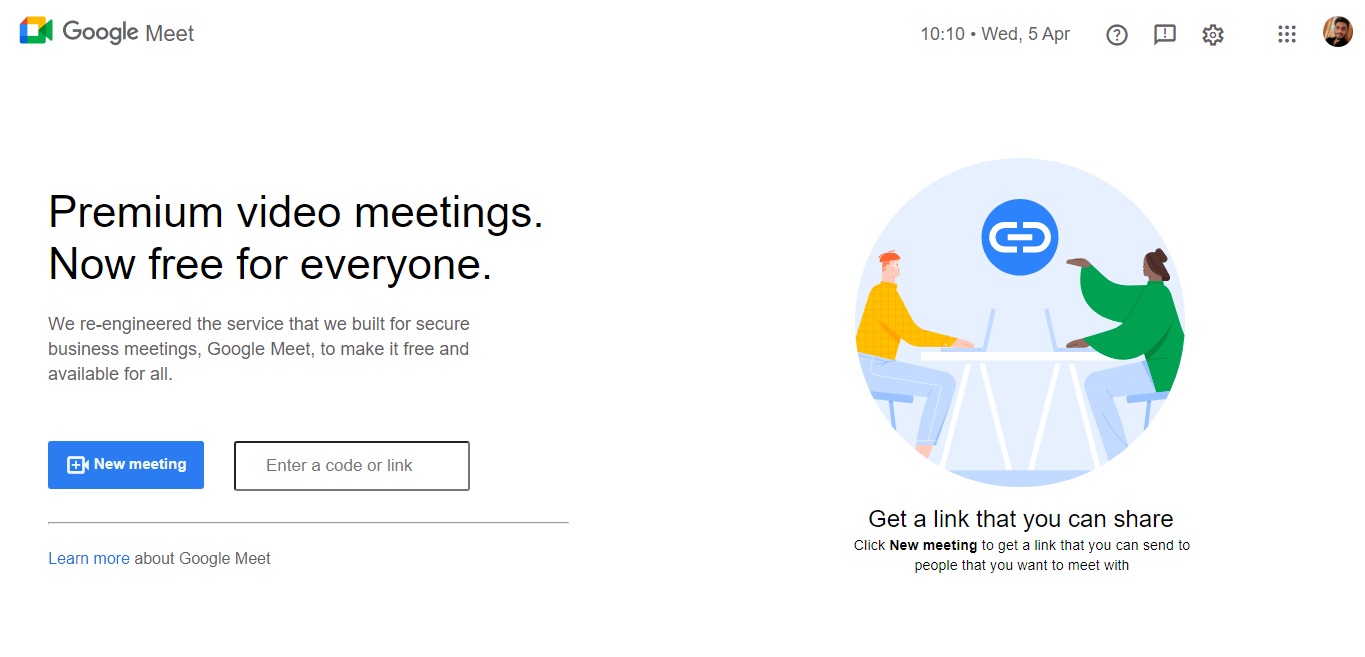 Google Meet
10:10 • Wed, 5 Apr
Premium video meetings.
Now free for everyone.
We re-engineered the service that we built for secure
business meetings, Google Meet, to make it free and
available for all.
New meeting
Enter a code or link
Learn more about Google Meet
Get a link that you can share
Click New meeting to get a link that you can send to
people that you want to meet with